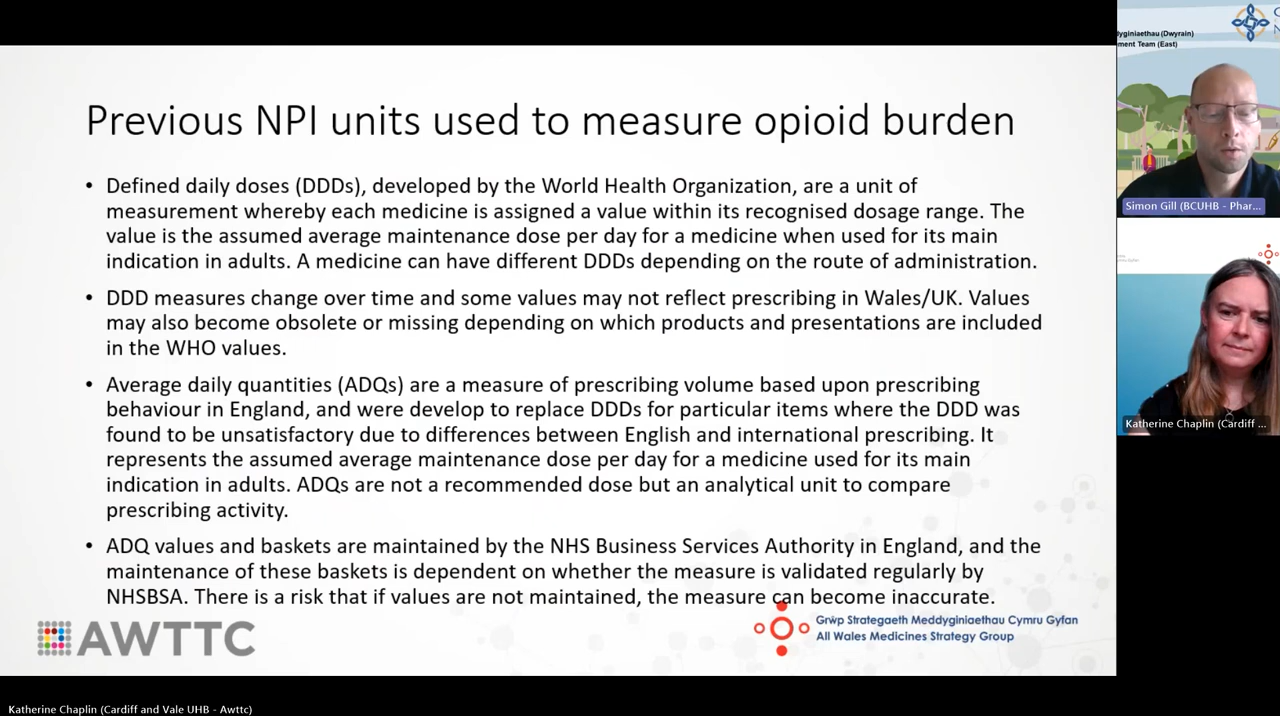 Previous NPI units used to measure opioid burden
• Defined daily doses (DDDs), developed by the World Health Organization, are a unit of
measurement whereby each medicine is assigned a value within its recognised dosage range. The
value is the assumed average maintenance dose per day for a medicine when used for its main
indication in adults. A medicine can have different DDDs depending on the route of administration.
• DDD measures change over time and some values may not reflect prescribing in Wales/UK. Values
may also become obsolete or missing depending on which products and presentations are included
in the WHO values.
• Average daily quantities (ADQs) are a measure of prescribing volume based upon prescribing
behaviour in England, and were develop to replace DDDs for particular items where the DDD was
found to be unsatisfactory due to differences between English and international prescribing. It
represents the assumed average maintenance dose per day for a medicine used for its main
indication in adults. ADQs are not a recommended dose but an analytical unit to compare
prescribing activity.
• ADQ values and baskets are maintained by the NHS Business Services Authority in England, and the
maintenance of these baskets is dependent on whether the measure is validated regularly by
NHSBSA. There is a risk that if values are not maintained, the measure can become inaccurate.
AWTTC
Grŵp Strategaeth Meddyginiaethau Cymru Gyfan
All Wales Medicines Strategy Group
lyginiaethau (Dwyrain)
ment Team (East)
Simon Gill (BCUHB - Phar...
Katherine Chaplin (Cardiff ...
Katherine Chaplin (Cardiff and Vale UHB - Awttc)